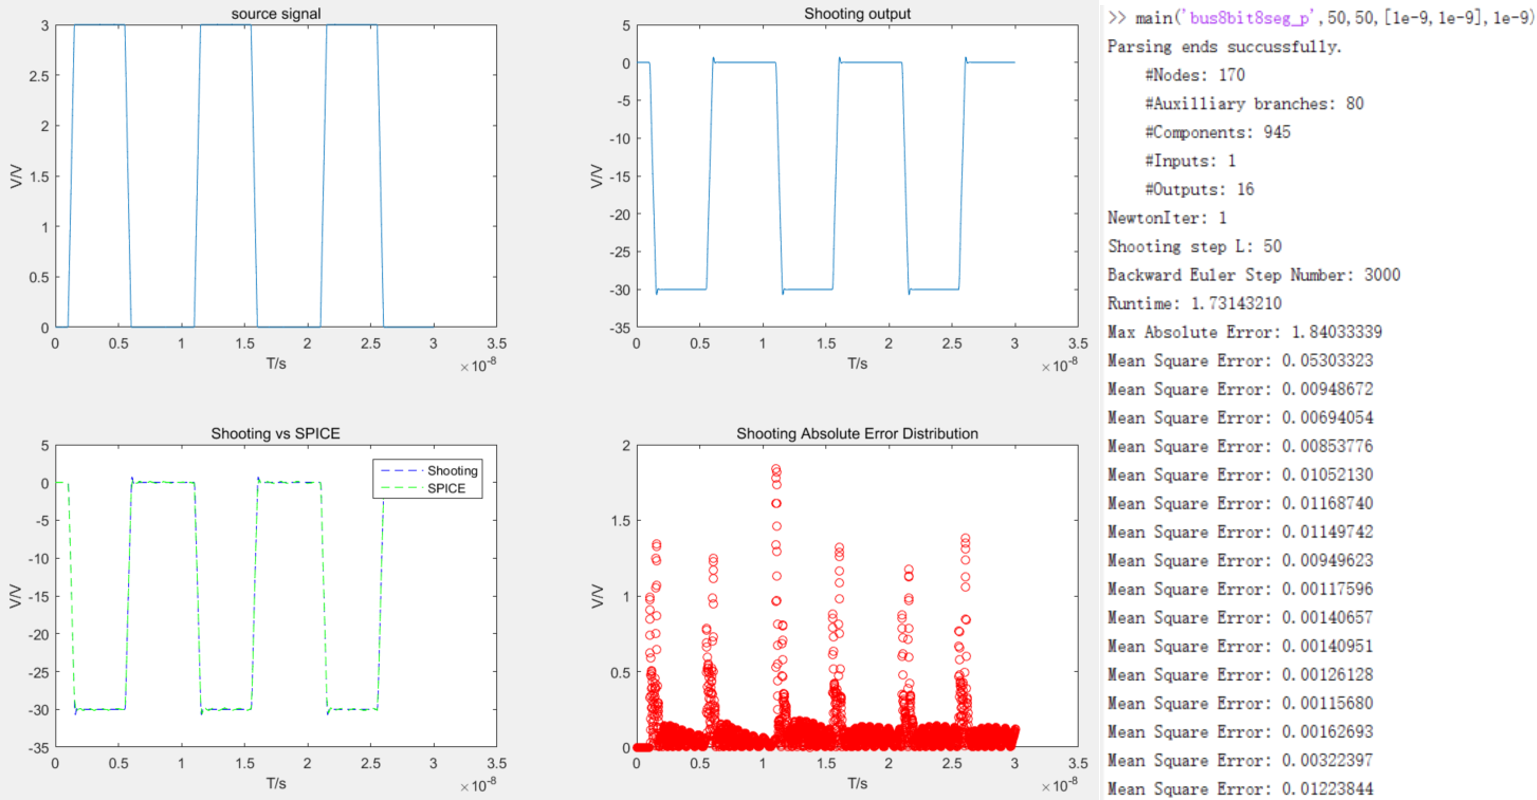 source signal
3
2.5
2
1.5
1
0.5
0
V/V
0
0.5
1
1.5
2
2.5
3
3.5
T/s
×10-8
Shooting output
5
0
-5
-10
-15
-20
-25
-30
-35
V/V
0
0.5
1
1.5
2
2.5
3
3.5
T/s
×10-8
Shooting vs SPICE
5
0
-5
-10
-15
-20
-25
-30
-35
V/V
Shooting
SPICE
0
0.5
1
1.5
2
2.5
3
3.5
T/s
×10-8
Shooting Absolute Error Distribution
2
1.5
1
0.5
0
V/V
0
0.5
1
1.5
2
2.5
3
3.5
T/s
×10-8
>> main('bus8bit8seg_p',50,50,[1e-9,1e-9],1e-9)
Parsing ends succussfully.
#Nodes: 170
#Auxilliary branches: 80
#Components: 945
#Inputs: 1
#Outputs: 16
NewtonIter: 1
Shooting step L: 50
Backward Euler Step Number: 3000
Runtime: 1.73143210
Max Absolute Error: 1.84033339
Mean Square Error: 0.05303323
Mean Square Error: 0.00948672
Mean Square Error: 0.00694054
Mean Square Error: 0.00853776
Mean Square Error: 0.01052130
Mean Square Error: 0.01168740
Mean Square Error: 0.01149742
Mean Square Error: 0.00949623
Mean Square Error: 0.00117596
Mean Square Error: 0.00140657
Mean Square Error: 0.00140951
Mean Square Error: 0.00126128
Mean Square Error: 0.00115680
Mean Square Error: 0.00162693
Mean Square Error: 0.00322397
Mean Square Error: 0.01223844